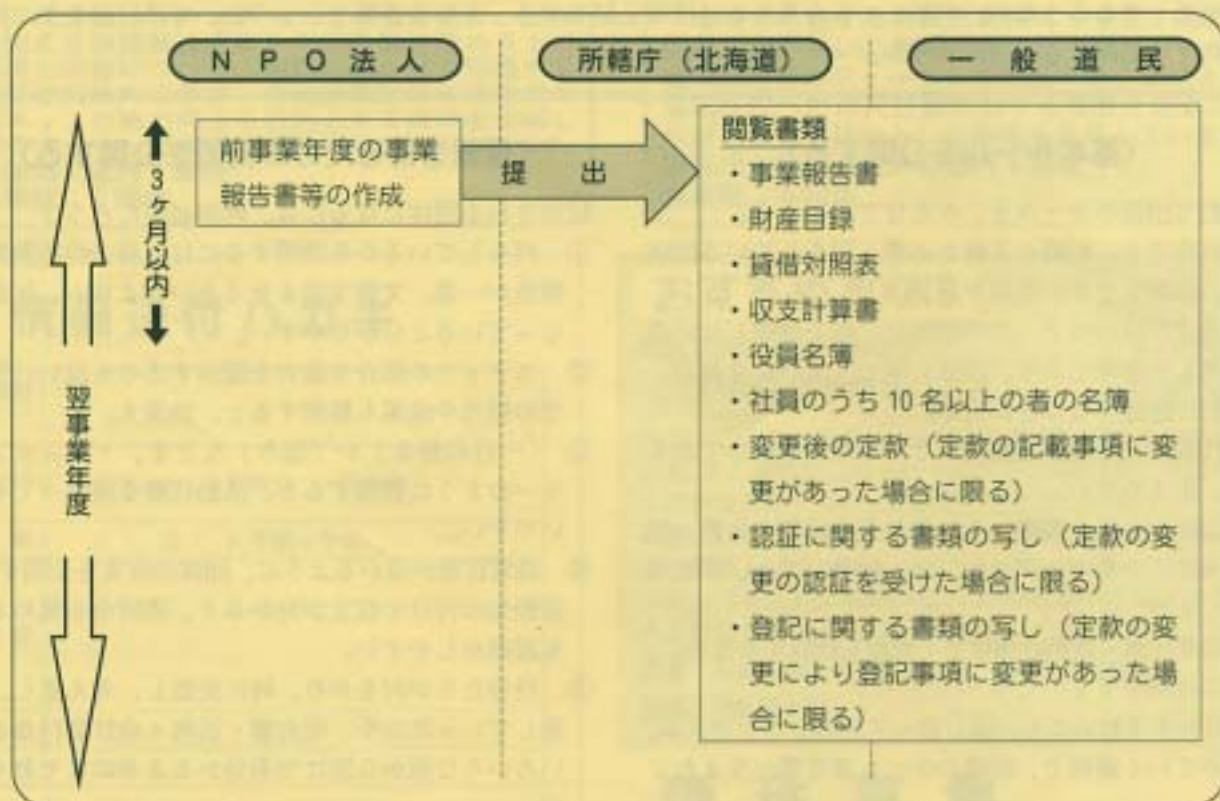 NPO法人
所轄庁（北海道）
一般道民
3ヶ月以内
翌事業年度
前事業年度の事業
報告書等の作成
提出
閲覧書類
・事業報告書
・財産目録
・貸借対照表
・収支計算書
・役員名簿
・社員のうち10名以上の者の名簿
・変更後の定款（定款の記載事項に変
更があった場合に限る）
・認証に関する書類の写し（定款の変
更の認証を受けた場合に限る）
・登記に関する書類の写し（定款の変
更により登記事項に変更があった場
合に限る）